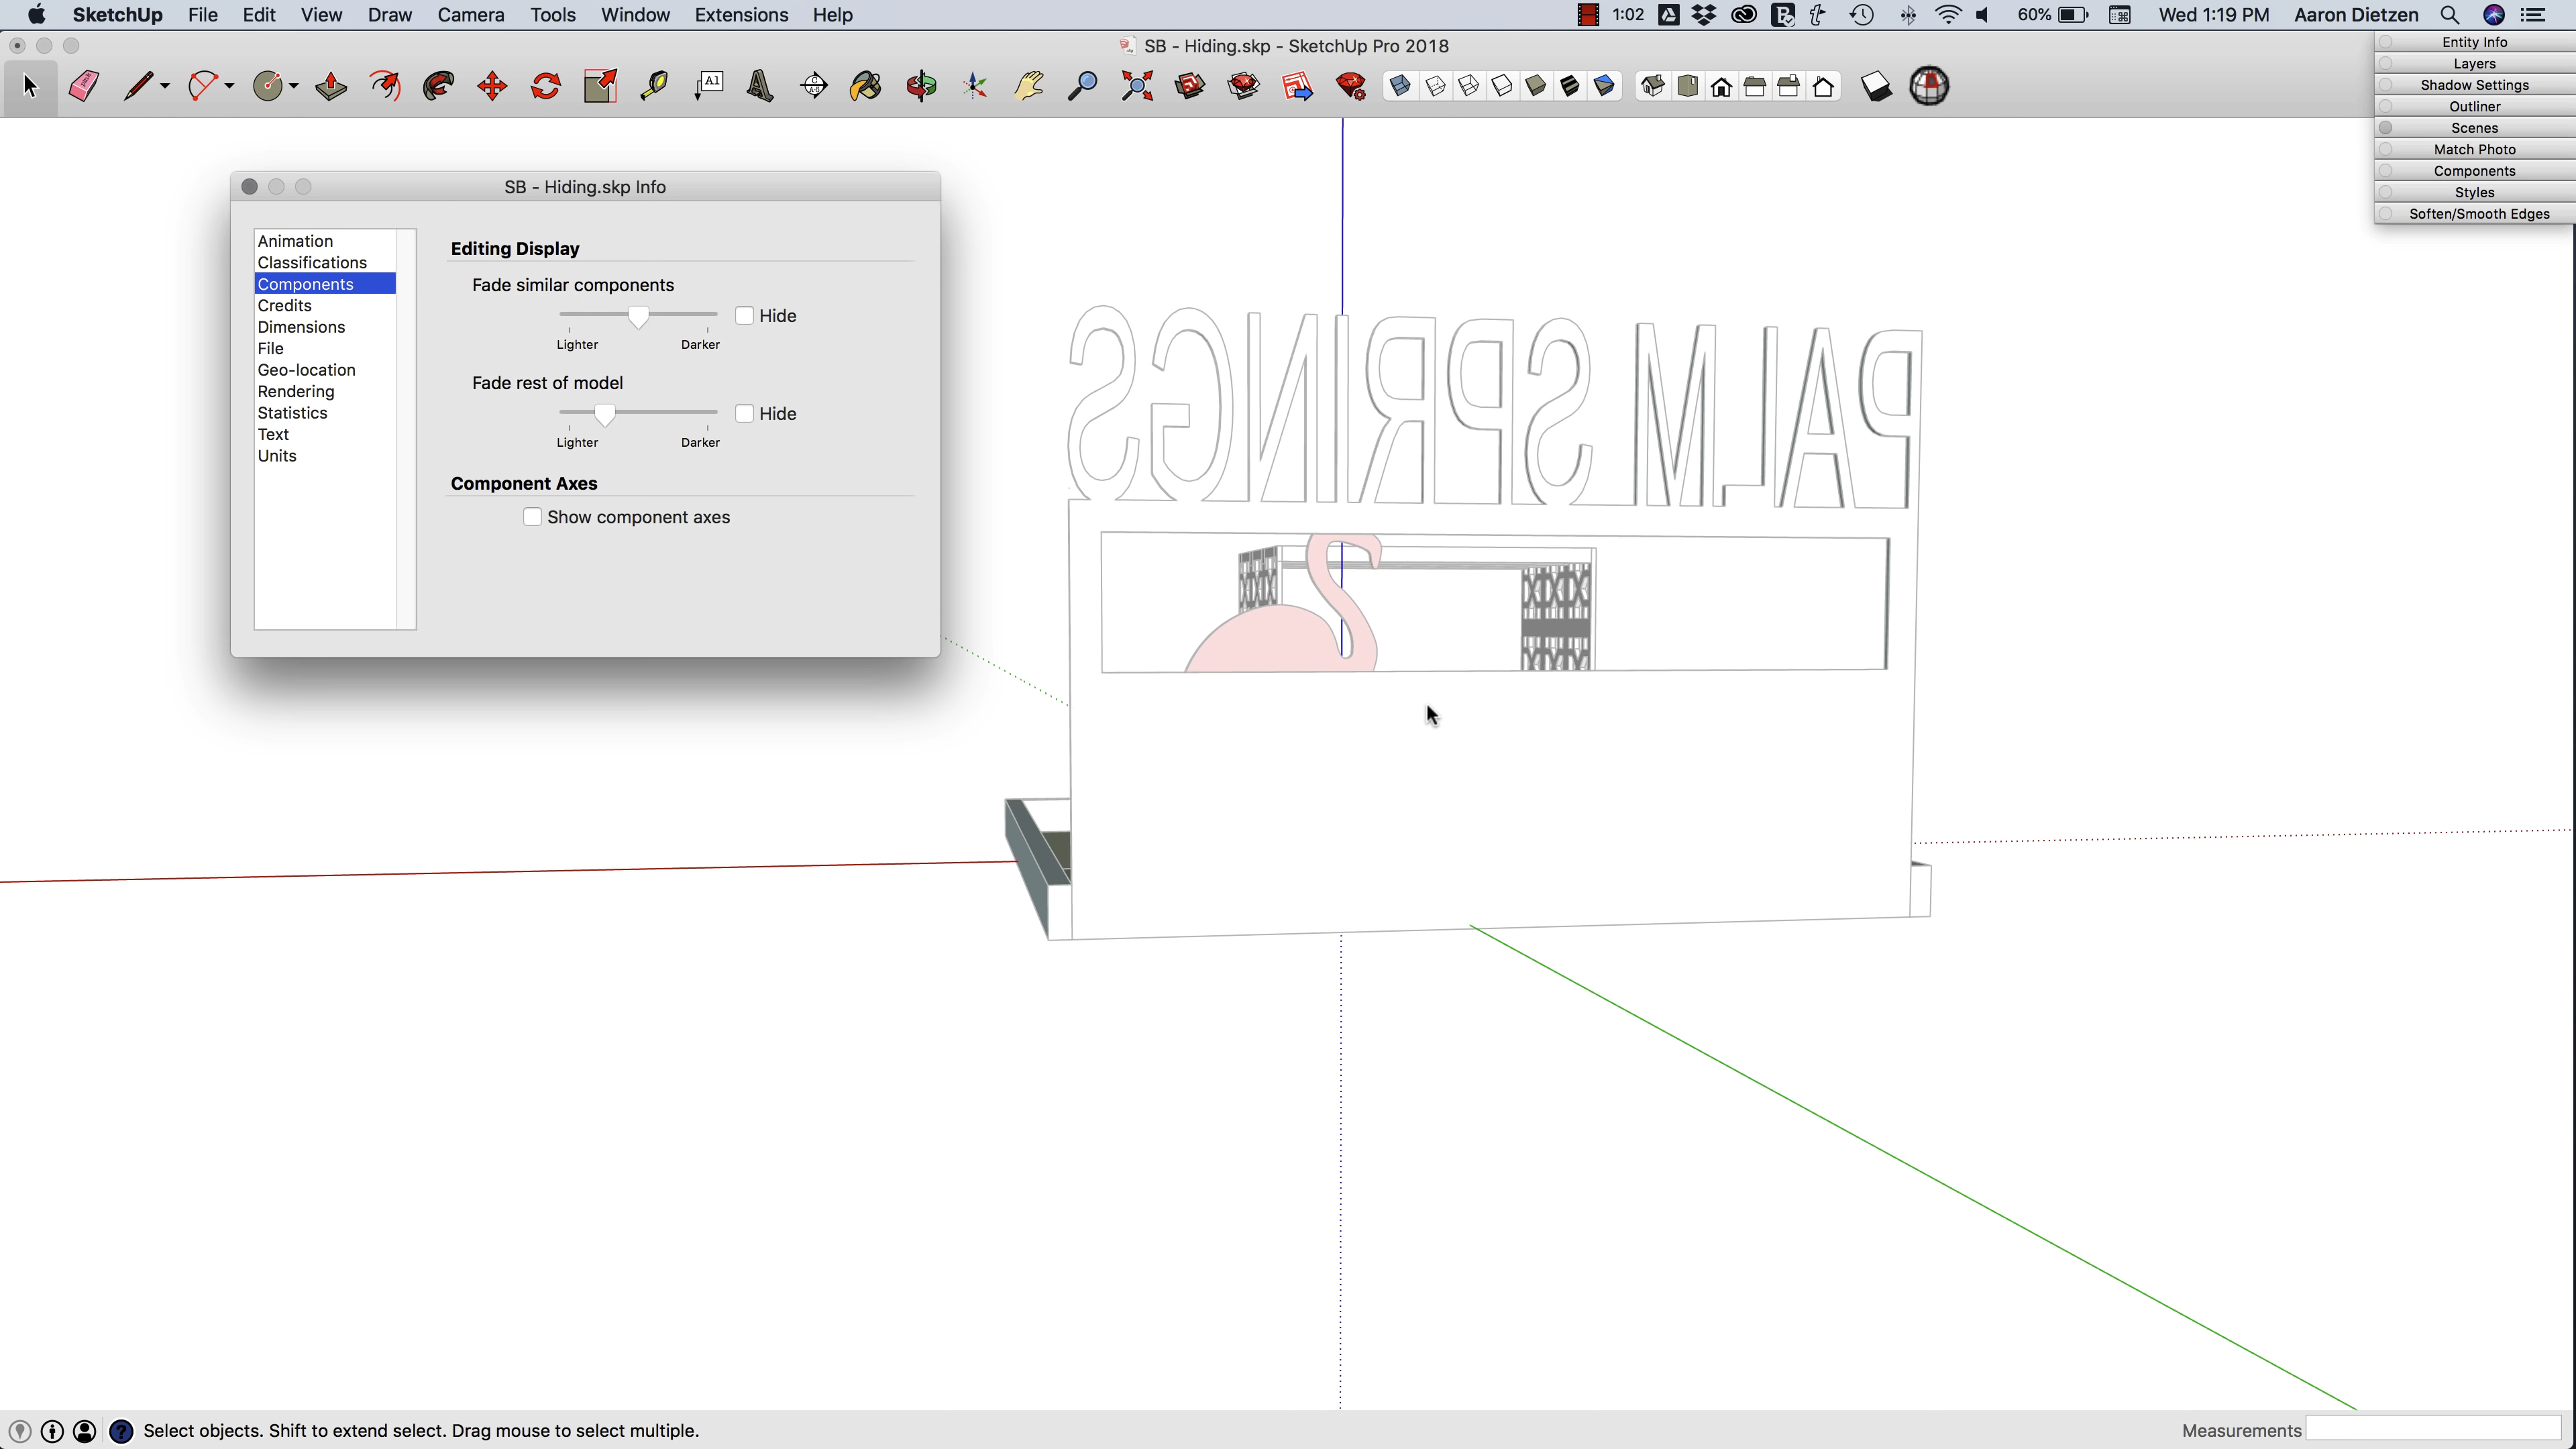 SketchUp File Edit View Draw Camera Tools Window Extensions Help 1:02 60% Wed 1:19 PM Aaron Dietzen
SB - Hiding.skp - SketchUp Pro 2018
A1
Entity Info
Layers
Shadow Settings
Outliner
Scenes
Match Photo
Components
Styles
Soften/Smooth Edges
SB - Hiding.skp Info
Animation
Classifications
Components
Credits
Dimensions
File
Geo-location
Rendering
Statistics
Text
Units
Editing Display
Fade similar components
Hide
Lighter Darker
Fade rest of model
Hide
Lighter Darker
Component Axes
Show component axes
PALM SPRINGS
Select objects. Shift to extend select. Drag mouse to select multiple.
Measurements